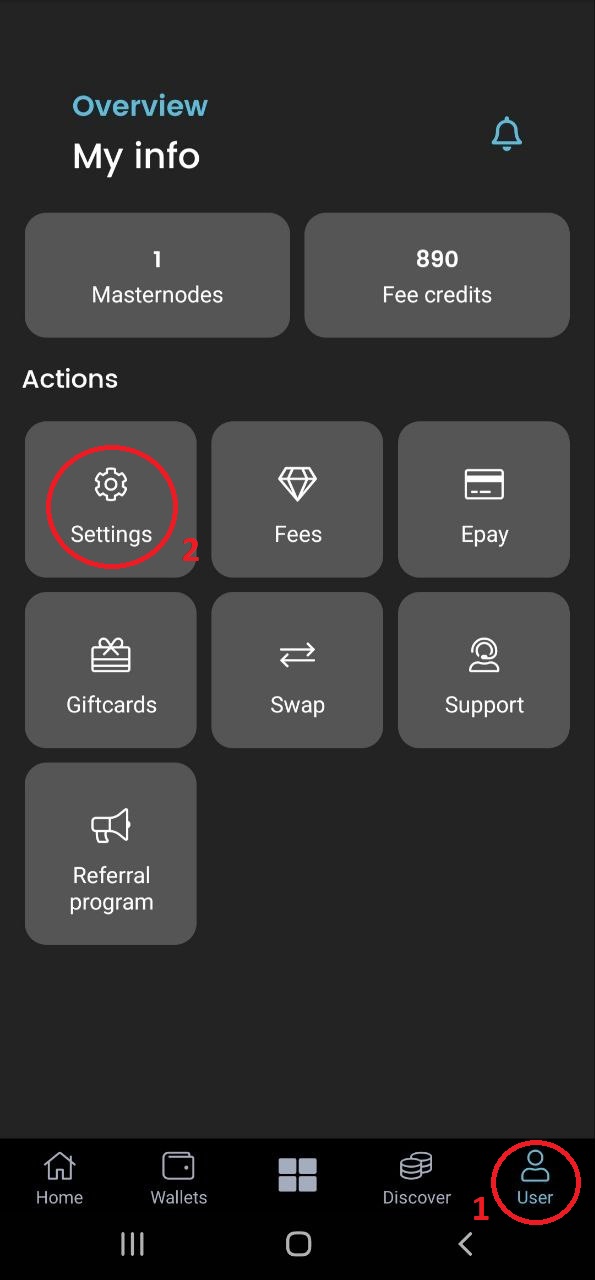 Overview
My info
1
Masternodes
890
Fee credits
Actions
Settings
2
Fees
Epay
Giftcards
Swap
Support
Referral
program
Home
Wallets
Discover
1
User